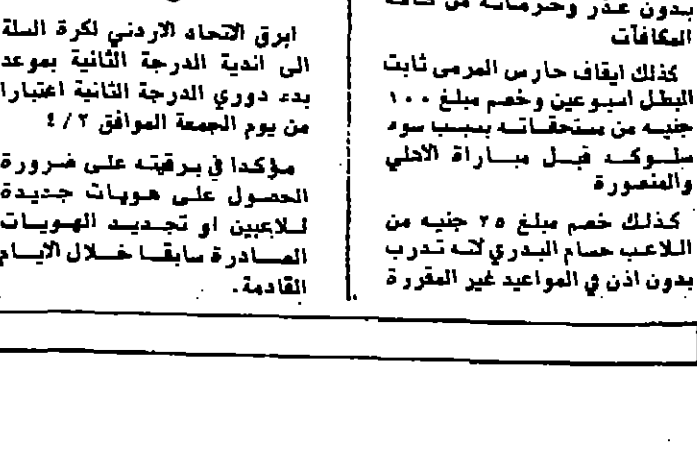 بدون عذر وحرمانه من كافة
المكافآت
كذلك ايقاف حارس المرمى ثابت
البطل اسبوعين وخصم مبلغ ١٠٠
جنيه من مستحقاته بسبب سوء
سلوكه قبل مباراة الاهلي
والمنصورة
كذلك خصم مبلغ ٢٥ جنيه من
اللاعب حسام البدري لانه تدرب
بدون اذن في المواعيد غير المقررة
ابرق الاتحاد الاردني لكرة السلة
الى اندية الدرجة الثانية بموعد
بدء دوري الدرجة الثانية اعتبارا
من يوم الجمعة الموافق ٢ / ٤
مؤكدا في برقيته على ضرورة
الحصول على هويات جديدة
للاعبين او تجديد الهويات
الصادرة سابقا خلال الايام
القادمة.